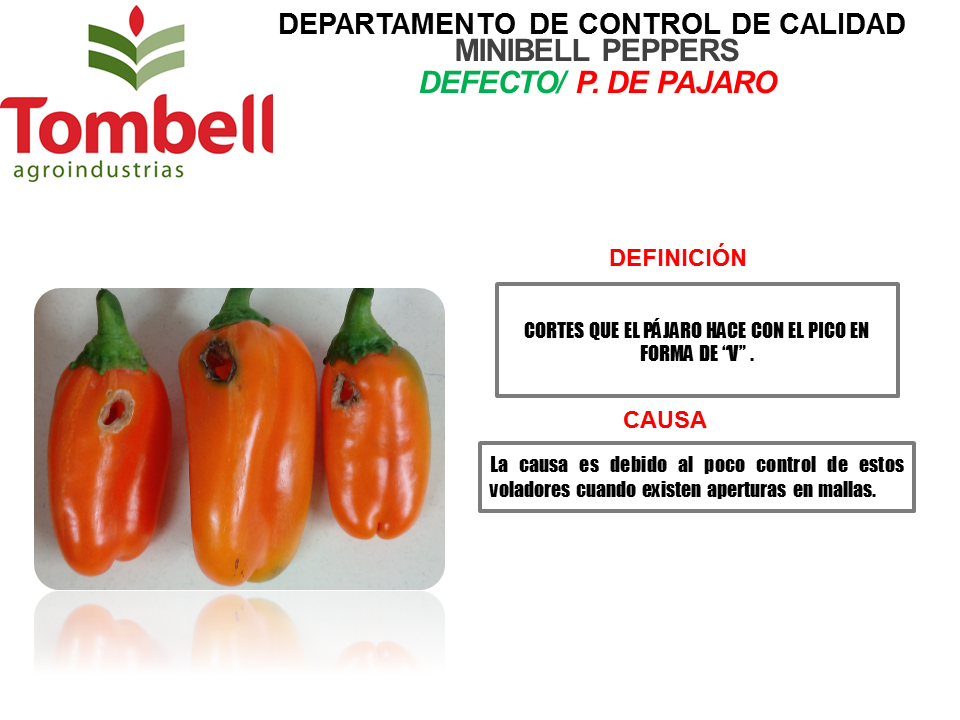 Tombell
agroindustrias
DEPARTAMENTO DE CONTROL DE CALIDAD
MINIBELL PEPPERS
DEFECTO/ P. DE PAJARO
DEFINICIÓN
CORTES QUE EL PÁJARO HACE CON EL PICO EN
FORMA DE “V” .
CAUSA
La causa es debido al poco control de estos
voladores cuando existen aperturas en mallas.